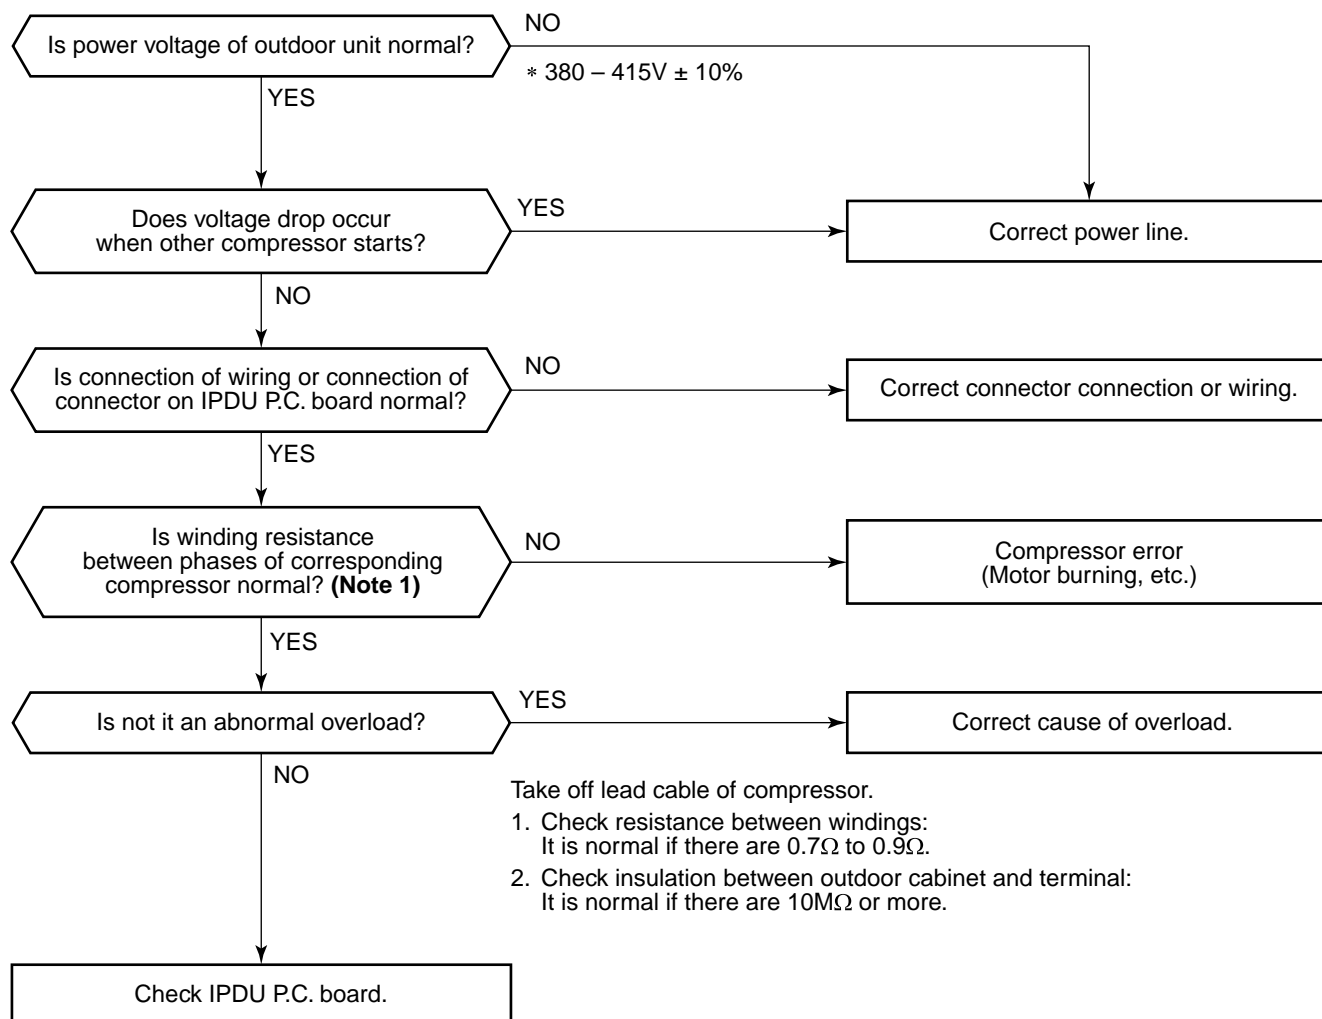 Is power voltage of outdoor unit normal?
NO
∗ 380 – 415V ± 10%
YES
Does voltage drop occur
when other compressor starts?
YES
Correct power line.
NO
Is connection of wiring or connection of
connector on IPDU P.C. board normal?
NO
Correct connector connection or wiring.
YES
Is winding resistance
between phases of corresponding
compressor normal? (Note 1)
NO
Compressor error
(Motor burning, etc.)
YES
Is not it an abnormal overload?
YES
Correct cause of overload.
NO
Take off lead cable of compressor.
1. Check resistance between windings:
It is normal if there are 0.7Ω to 0.9Ω.
2. Check insulation between outdoor cabinet and terminal:
It is normal if there are 10MΩ or more.
Check IPDU P.C. board.